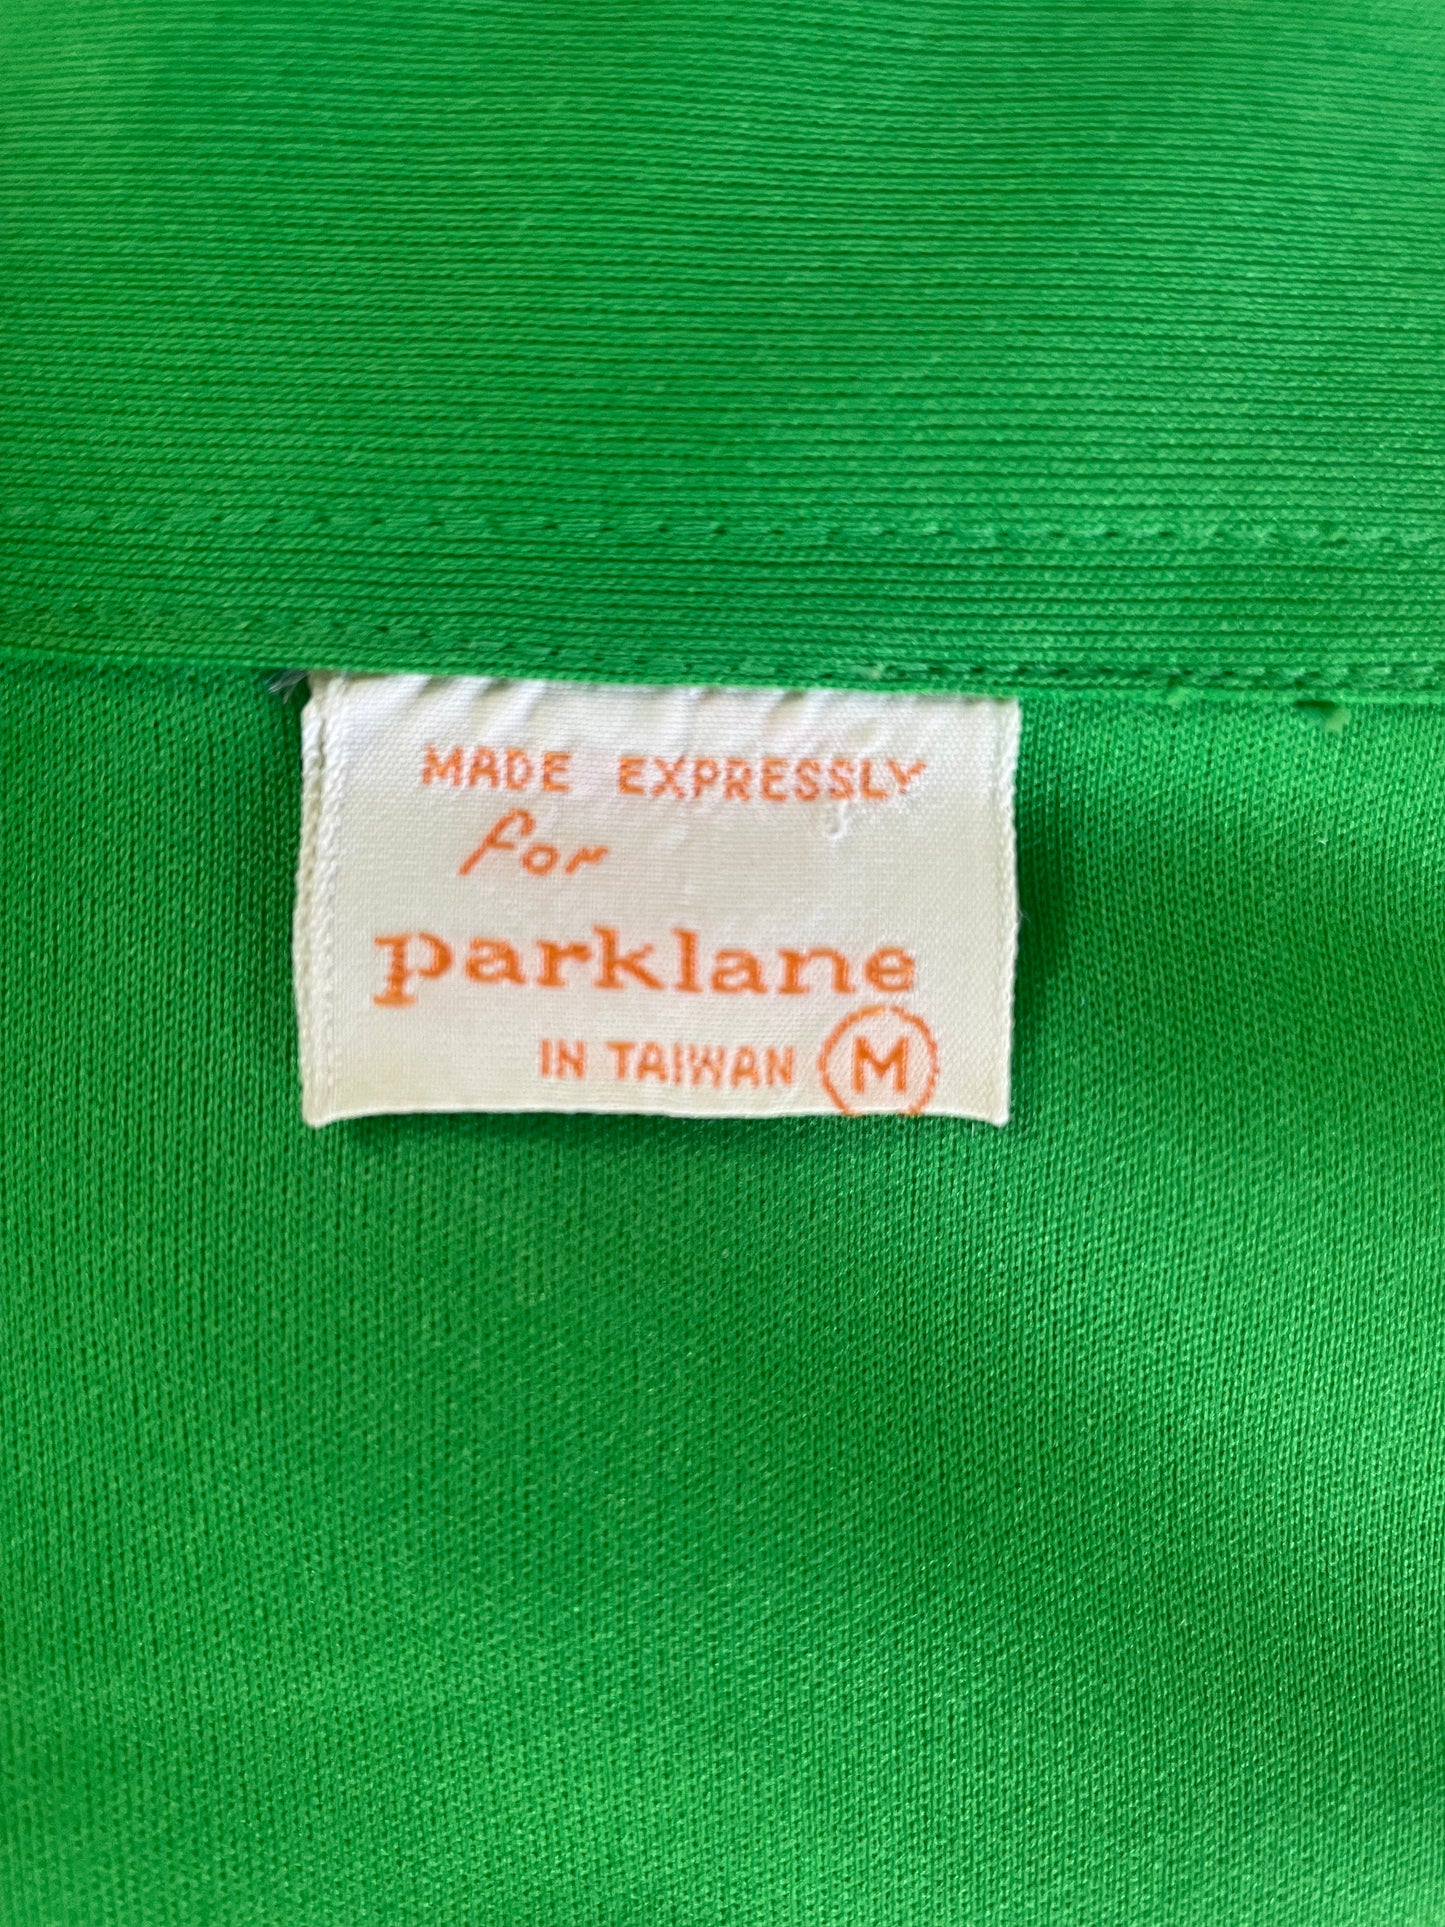 MADE EXPRESSLY
for
parklane
IN TAIWAN M